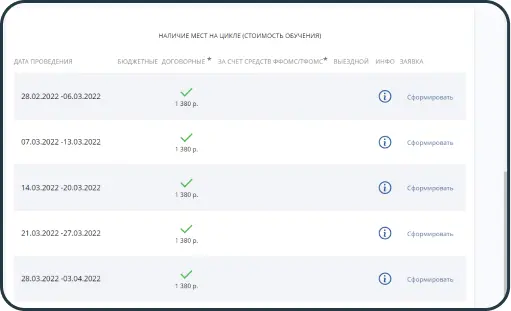 НАЛИЧИЕ МЕСТ НА ЦИКЛЕ (СТОИМОСТЬ ОБУЧЕНИЯ)
ДАТА ПРОВЕДЕНИЯ БЮДЖЕТНЫЕ ДОГОВОРНЫЕ * ЗА СЧЕТ СРЕДСТВ ФФОМС/ТФОМС* ВЫЕЗДНОЙ ИНФО ЗАЯВКА
28.02.2022 -06.03.2022 1 380 р. Сформировать
07.03.2022 -13.03.2022 1 380 р. Сформировать
14.03.2022 -20.03.2022 1 380 р. Сформировать
21.03.2022 -27.03.2022 1 380 р. Сформировать
28.03.2022 -03.04.2022 1 380 р. Сформировать